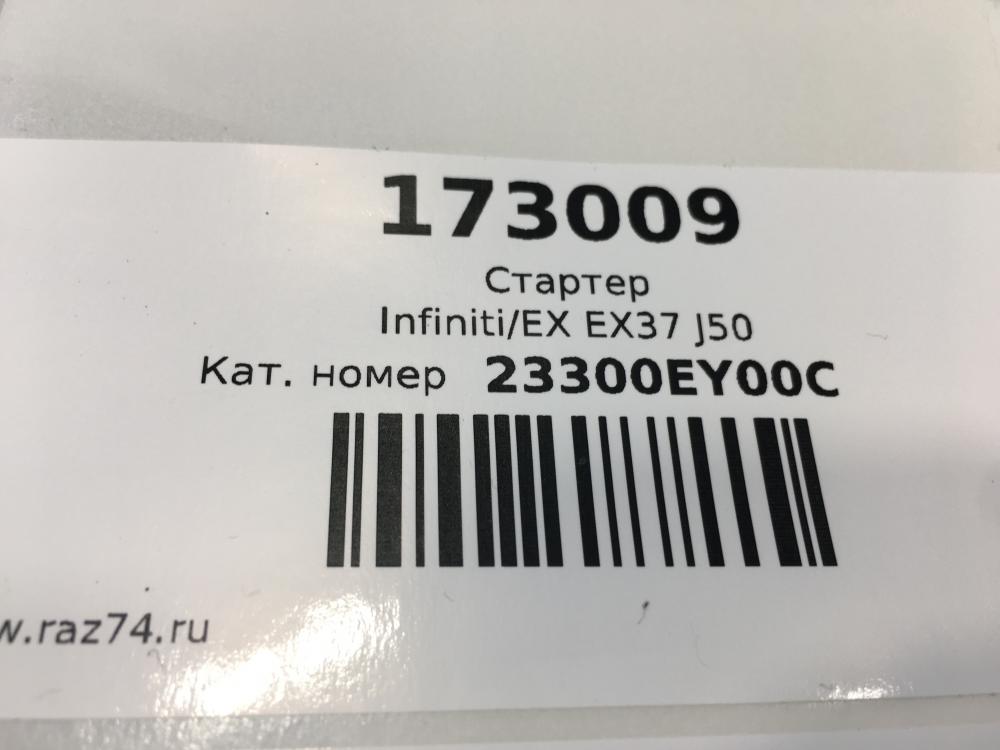 173009
Стартер
Infiniti/EX EX37 J50
Кат. номер 23300EY00C
w.raz74.ru